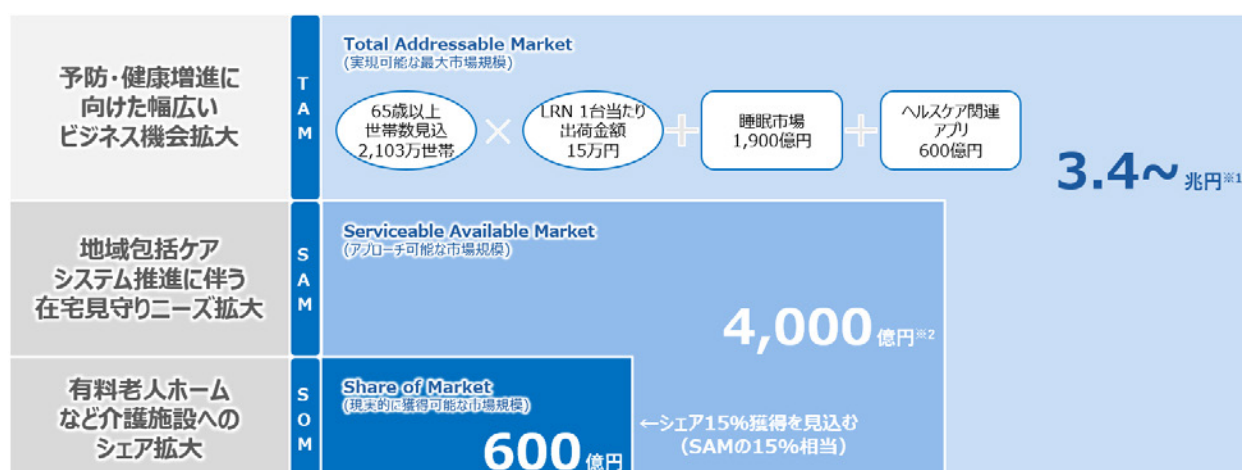 予防・健康増進に
向けた幅広い
ビジネス機会拡大
TAM
Total Addressable Market
(実現可能な最大市場規模)
65歳以上
世帯数見込
2,103万世帯
×
LRN 1台当たり
出荷金額
15万円
+
睡眠市場
1,900億円
+
ヘルスケア関連
アプリ
600億円
3.4～兆円※1
地域包括ケア
システム推進に伴う
在宅見守りニーズ拡大
SAM
Serviceable Available Market
(アプローチ可能な市場規模)
4,000億円※2
有料老人ホーム
など介護施設への
シェア拡大
SOM
Share of Market
(現実的に獲得可能な市場規模)
600億円
←シェア15%獲得を見込む
(SAMの15%相当)